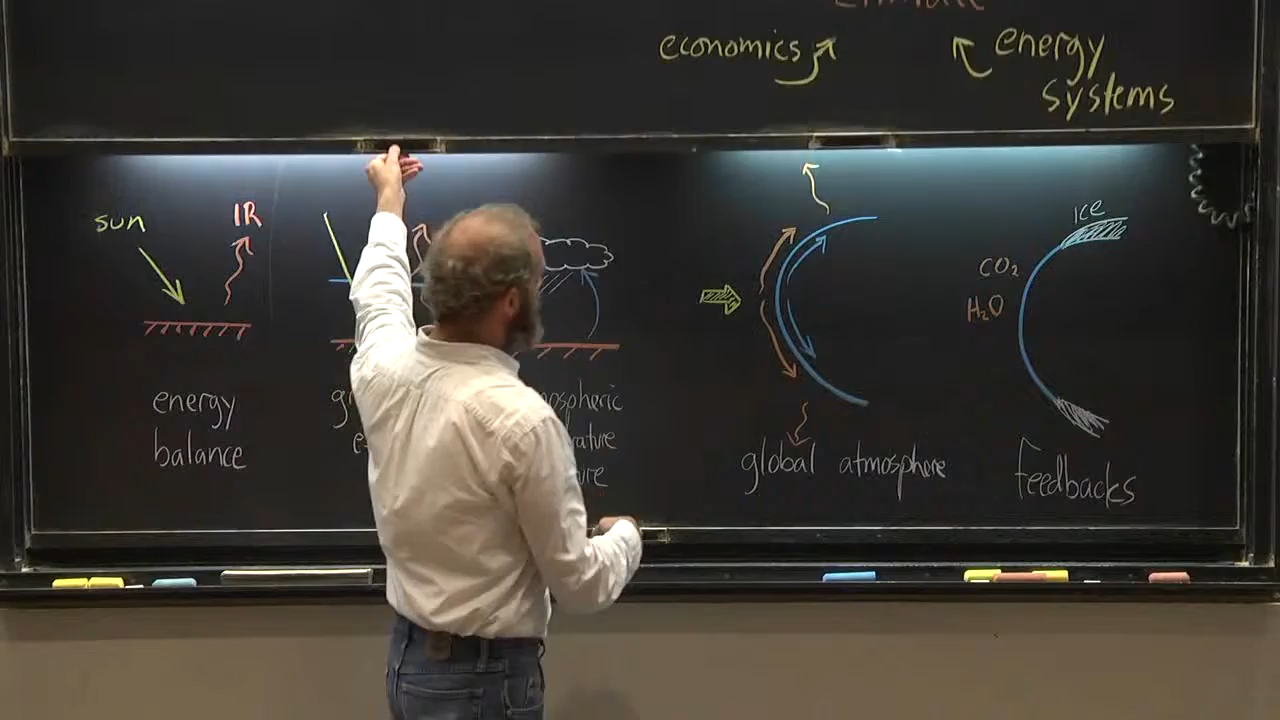 economics
energy
systems
sun
IR
energy
balance
global atmosphere
ICE
CO₂
H₂O
feedbacks